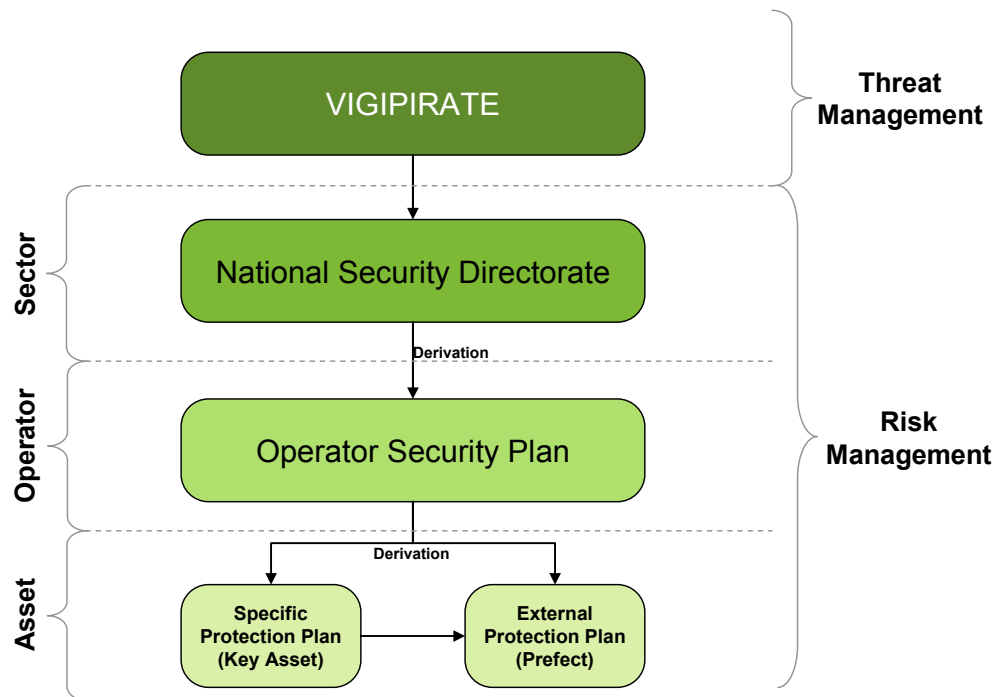 VIGIPIRATE
Threat
Management
Sector
National Security Directorate
Derivation
Operator
Operator Security Plan
Risk
Management
Derivation
Asset
Specific
Protection Plan
(Key Asset)
External
Protection Plan
(Prefect)